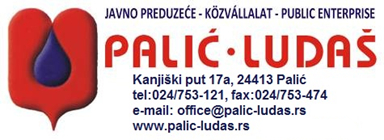 JAVNO PREDUZEĆE - KÖZVÁLLALAT - PUBLIC ENTERPRISE
PALIĆ·LUDAŠ
Kanjiški put 17a, 24413 Palić
tel:024/753-121, fax:024/753-474
e-mail: office@palic-ludas.rs
www.palic-ludas.rs